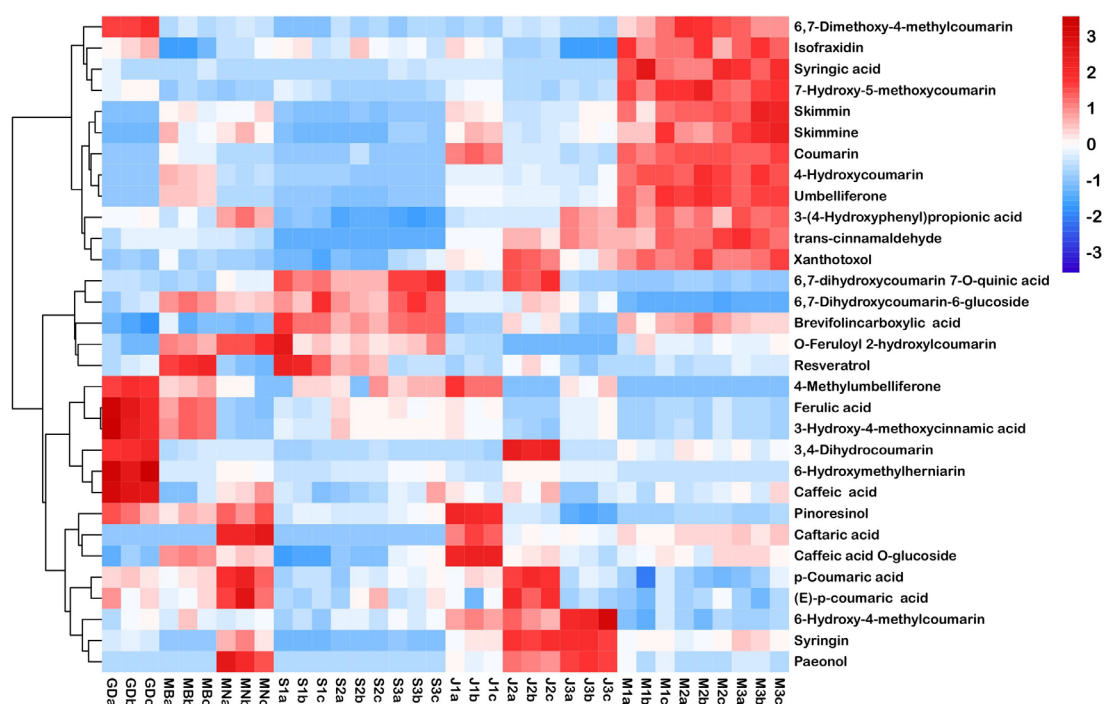 6,7-Dimethoxy-4-methylcoumarin
Isofraxidin
Syringic acid
7-Hydroxy-5-methoxycoumarin
Skimmin
Skimmine
Coumarin
4-Hydroxycoumarin
Umbelliferone
3-(4-Hydroxyphenyl)propionic acid
trans-cinnamaldehyde
Xanthotoxol
6,7-dihydroxycoumarin 7-O-quinic acid
6,7-Dihydroxycoumarin-6-glucoside
Brevifolincarboxylic acid
O-Feruloyl 2-hydroxylcoumarin
Resveratrol
4-Methylumbelliferone
Ferulic acid
3-Hydroxy-4-methoxycinnamic acid
3,4-Dihydrocoumarin
6-Hydroxymethylherniarin
Caffeic acid
Pinoresinol
Caftaric acid
Caffeic acid O-glucoside
p-Coumaric acid
(E)-p-coumaric acid
6-Hydroxy-4-methylcoumarin
Syringin
Paeonol
3
2
1
0
-1
-2
-3
GDa GDb GDc MBa MBb MBc MNa MNb MNc S1a S1b S1c S2a S2b S2c S3a S3b S3c J1a J1b J1c J2a J2b J2c J3a J3b J3c M1a M1b M1c M2a M2b M2c M3a M3b M3c